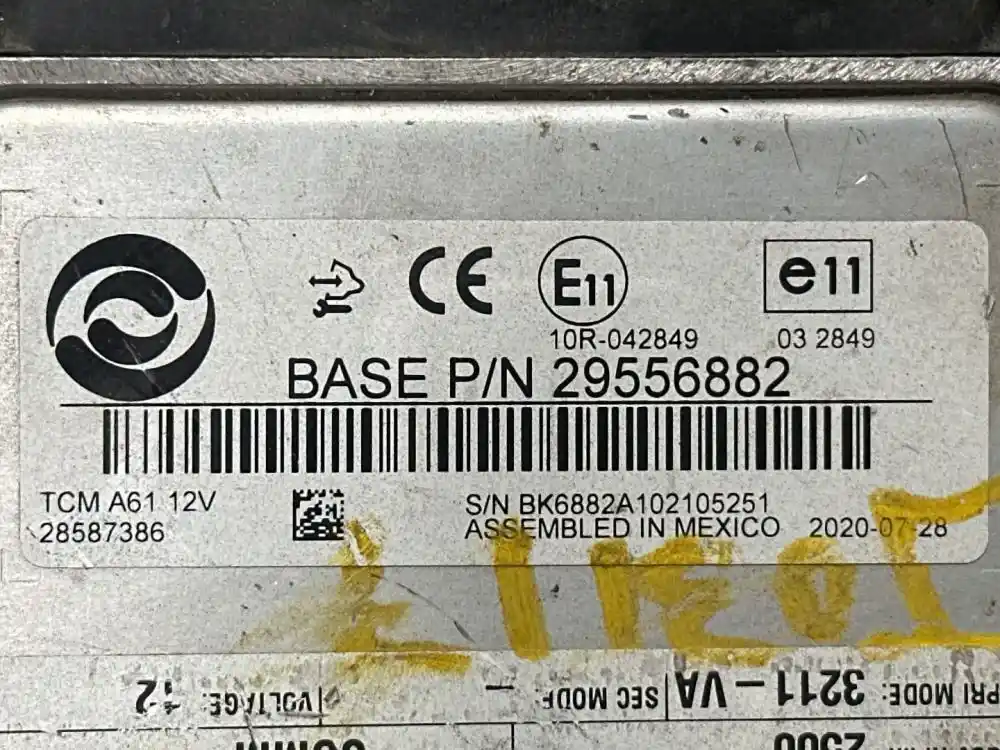 CE E11 e11
10R-042849 03 2849
BASE P/N 29556882
TCM A61 12V S/N BK6882A102105251
28587386 ASSEMBLED IN MEXICO 2020-07-28
PRI MODE: 3211-VA SEC MODE: - VOLTAGE: 12